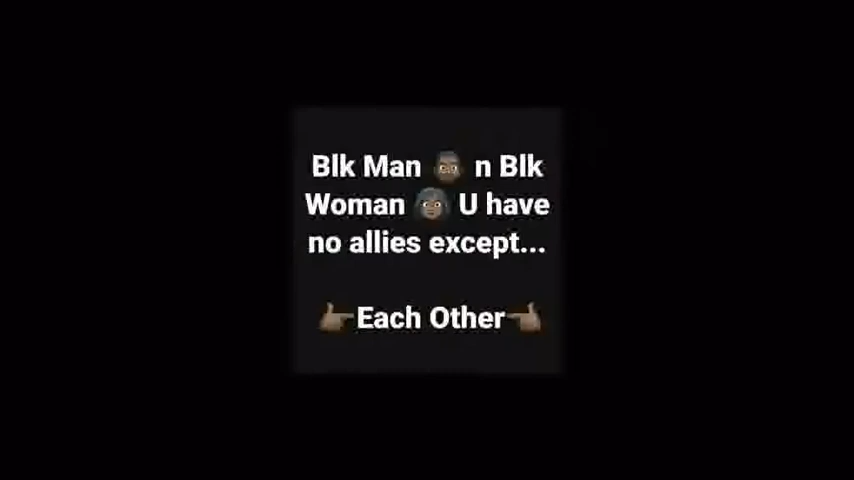 Blk Man 👨🏾 n Blk
Woman 👩🏾 U have
no allies except...
👉🏾Each Other👈🏾